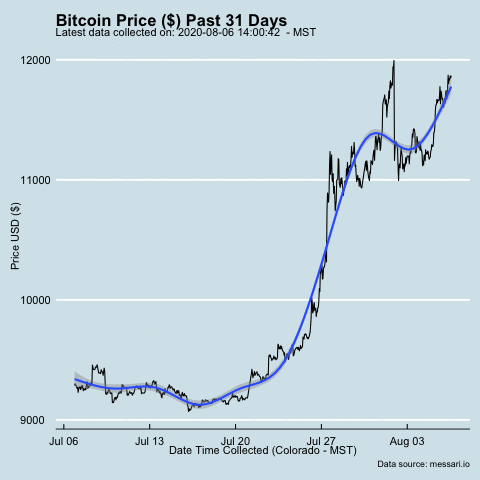 Bitcoin Price ($) Past 31 Days
Latest data collected on: 2020-08-06 14:00:42 - MST
12000
11000
10000
9000
Price USD ($)
Jul 06 Jul 13 Jul 20 Jul 27 Aug 03
Date Time Collected (Colorado - MST)
Data source: messari.io